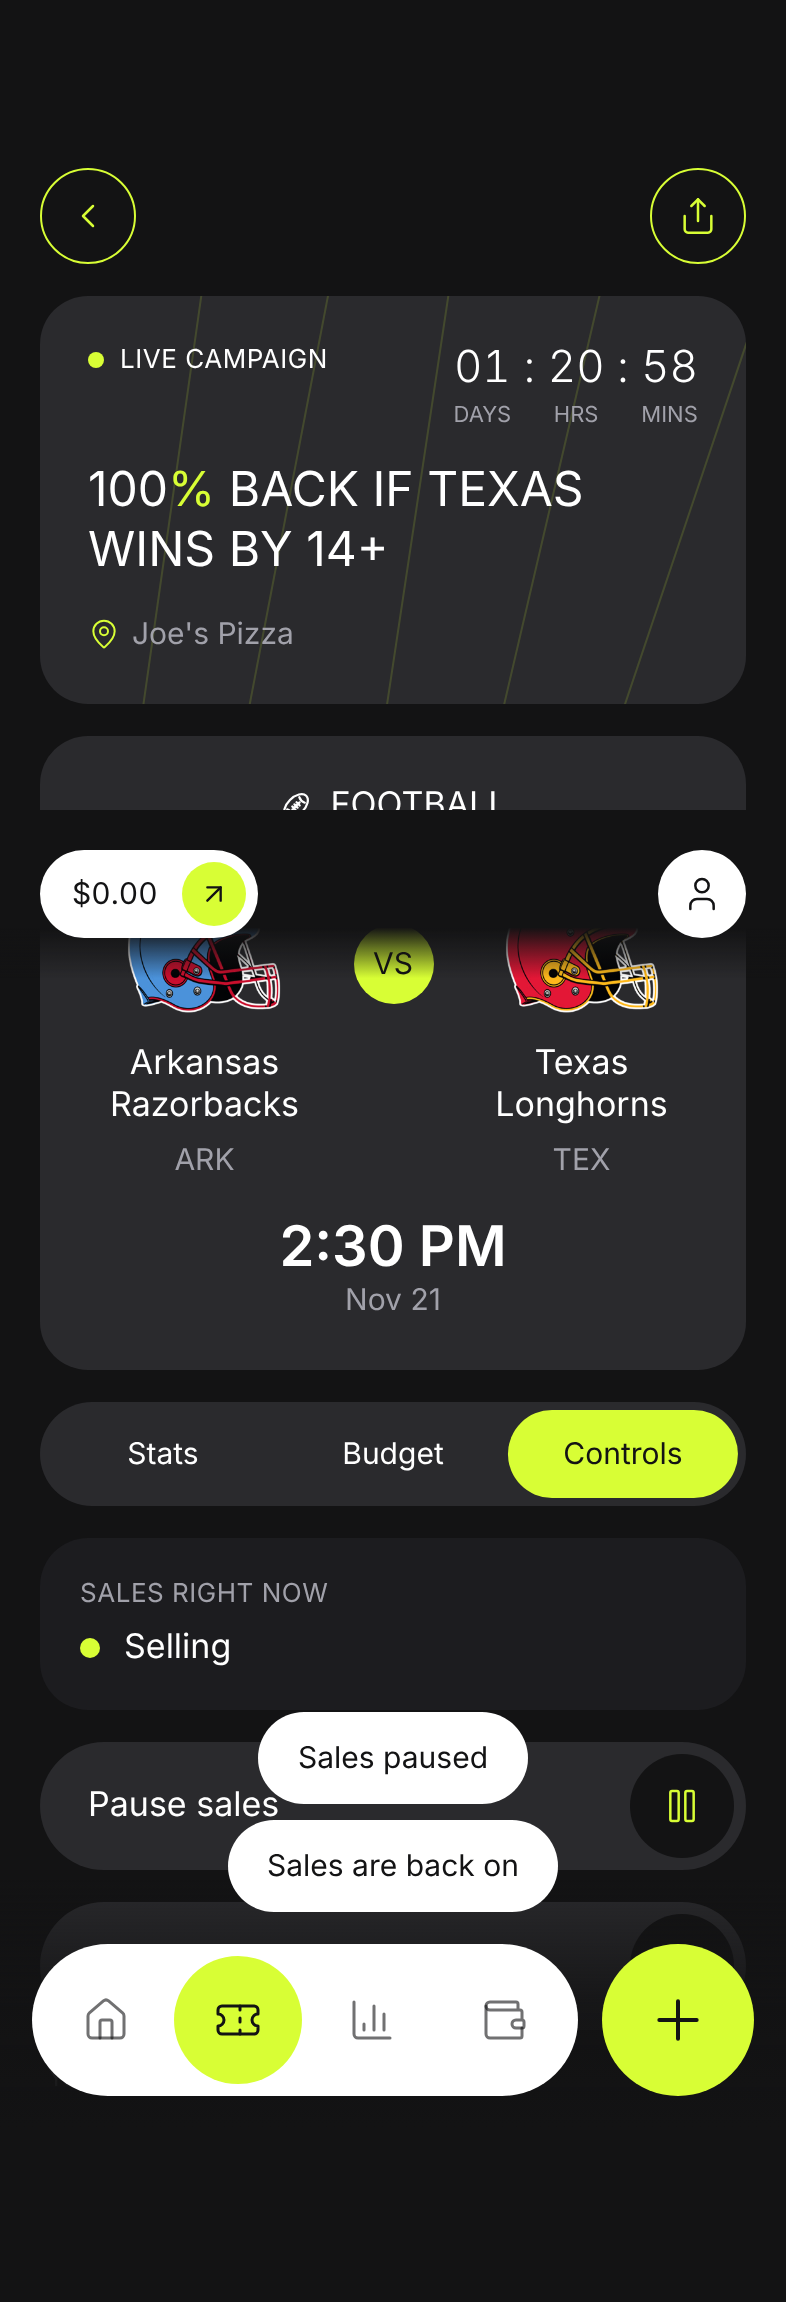 LIVE CAMPAIGN
01 : 20 : 58
DAYS HRS MINS
100% BACK IF TEXAS
WINS BY 14+
Joe's Pizza
FOOTBALL
$0.00
VS
Arkansas
Razorbacks
ARK
Texas
Longhorns
TEX
2:30 PM
Nov 21
Stats Budget Controls
SALES RIGHT NOW
Selling
Sales paused
Pause sales
Sales are back on